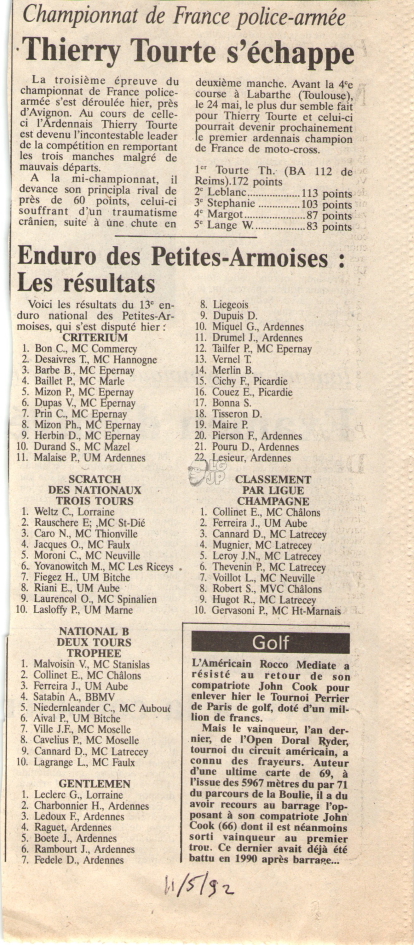 Championnat de France police-armée
Thierry Tourte s'échappe
La troisième épreuve du
championnat de France police-
armée s'est déroulée hier, près
d'Avignon. Au cours de celle-
ci l'Ardennais Thierry Tourte
est devenu l'incontestable leader
de la compétition en remportant
les trois manches malgré de
mauvais départs.
A la mi-championnat, il
devance son principla rival de
près de 60 points, celui-ci
souffrant d'un traumatisme
crânien, suite à une chute en
deuxième manche. Avant la 4e
course à Labarthe (Toulouse),
le 24 mai, le plus dur semble fait
pour Thierry Tourte et celui-ci
pourrait devenir prochainement
le premier ardennais champion
de France de moto-cross.
1er Tourte Th. (BA 112 de
Reims).172 points
2e Leblanc......................113 points
3e Stephanie ..................103 points
4e Margot........................87 points
5e Lange W.....................83 points
Enduro des Petites-Armoises :
Les résultats
Voici les résultats du 13e en-
duro national des Petites-Ar-
moises, qui s'est disputé hier :
CRITERIUM
1. Bon C., MC Commercy
2. Desaivres T., MC Hannogne
3. Barbe B., MC Epernay
4. Baillet P., MC Marle
5. Mizon P., MC Epernay
6. Dupas V., MC Epernay
7. Prin C., MC Epernay
8. Mizon Ph., MC Epernay
9. Herbin D., MC Epernay
10. Durand S., MC Mazel
11. Malaise P., UM Ardennes
SCRATCH
DES NATIONAUX
TROIS TOURS
1. Weltz C., Lorraine
2. Rauschere E; ,MC St-Dié
3. Caro N., MC Thionville
4. Jacques O., MC Faulx
5. Moroni C., MC Neuville
6. Yovanowitch M., MC Les Riceys
7. Fiegez H., UM Bitche
8. Riani E., UM Aube
9. Laurencol O., MC Spinalien
10. Lasloffy P., UM Marne
NATIONAL B
DEUX TOURS
TROPHEE
1. Malvoisin V., MC Stanislas
2. Collinet E., MC Châlons
3. Ferreira J., UM Aube
4. Satabin A., BBMV
5. Niedernleander C., MC Auboué
6. Aival P., UM Bitche
7. Ville J.F., MC Moselle
8. Cavelius P., MC Moselle
9. Cannard D., MC Latrecey
10. Lagrange L., MC Faulx
GENTLEMEN
1. Leclerc G., Lorraine
2. Charbonnier H., Ardennes
3. Ledoux F., Ardennes
4. Raguet, Ardennes
5. Boete J., Ardennes
6. Rambourt J., Ardennes
7. Fedele D., Ardennes
8. Liegeois
9. Dupuis D.
10. Miquel G., Ardennes
11. Drumel J., Ardennes
12. Tailfer P., MC Epernay
13. Vernel T.
14. Merlin B.
15. Cichy F., Picardie
16. Couez E., Picardie
17. Bonna S.
18. Tisseron D.
19. Maire P.
20. Pierson F., Ardennes
21. Pouru D., Ardennes
22. Lesieur, Ardennes
CLASSEMENT
PAR LIGUE
CHAMPAGNE
1. Collinet E., MC Châlons
2. Ferreira J., UM Aube
3. Cannard D., MC Latrecey
4. Mugnier, MC Latrecey
5. Leroy J.N., MC Latrecey
6. Thevenin P., MC Latrecey
7. Voillot L., MC Neuville
8. Robert S., MVC Châlons
9. Hugot R., MC Latrecey
10. Gervasoni P., MC Ht-Marnais
Golf
L'Américain Rocco Mediate a
résisté au retour de son
compatriote John Cook pour
enlever hier le Tournoi Perrier
de Paris de golf, doté d'un mil-
lion de francs.
Mais le vainqueur, l'an der-
nier, de l'Open Doral Ryder,
tournoi du circuit américain, a
connu des frayeurs. Auteur
d'une ultime carte de 69, à
l'issue des 5967 mètres du par 71
du parcours de la Boulie, il a du
avoir recours au barrage l'op-
posant à son compatriote John
Cook (66) dont il est néanmoins
sorti vainqueur au premier
trou. Ce dernier avait déjà été
battu en 1990 après barrage...
11/5/92